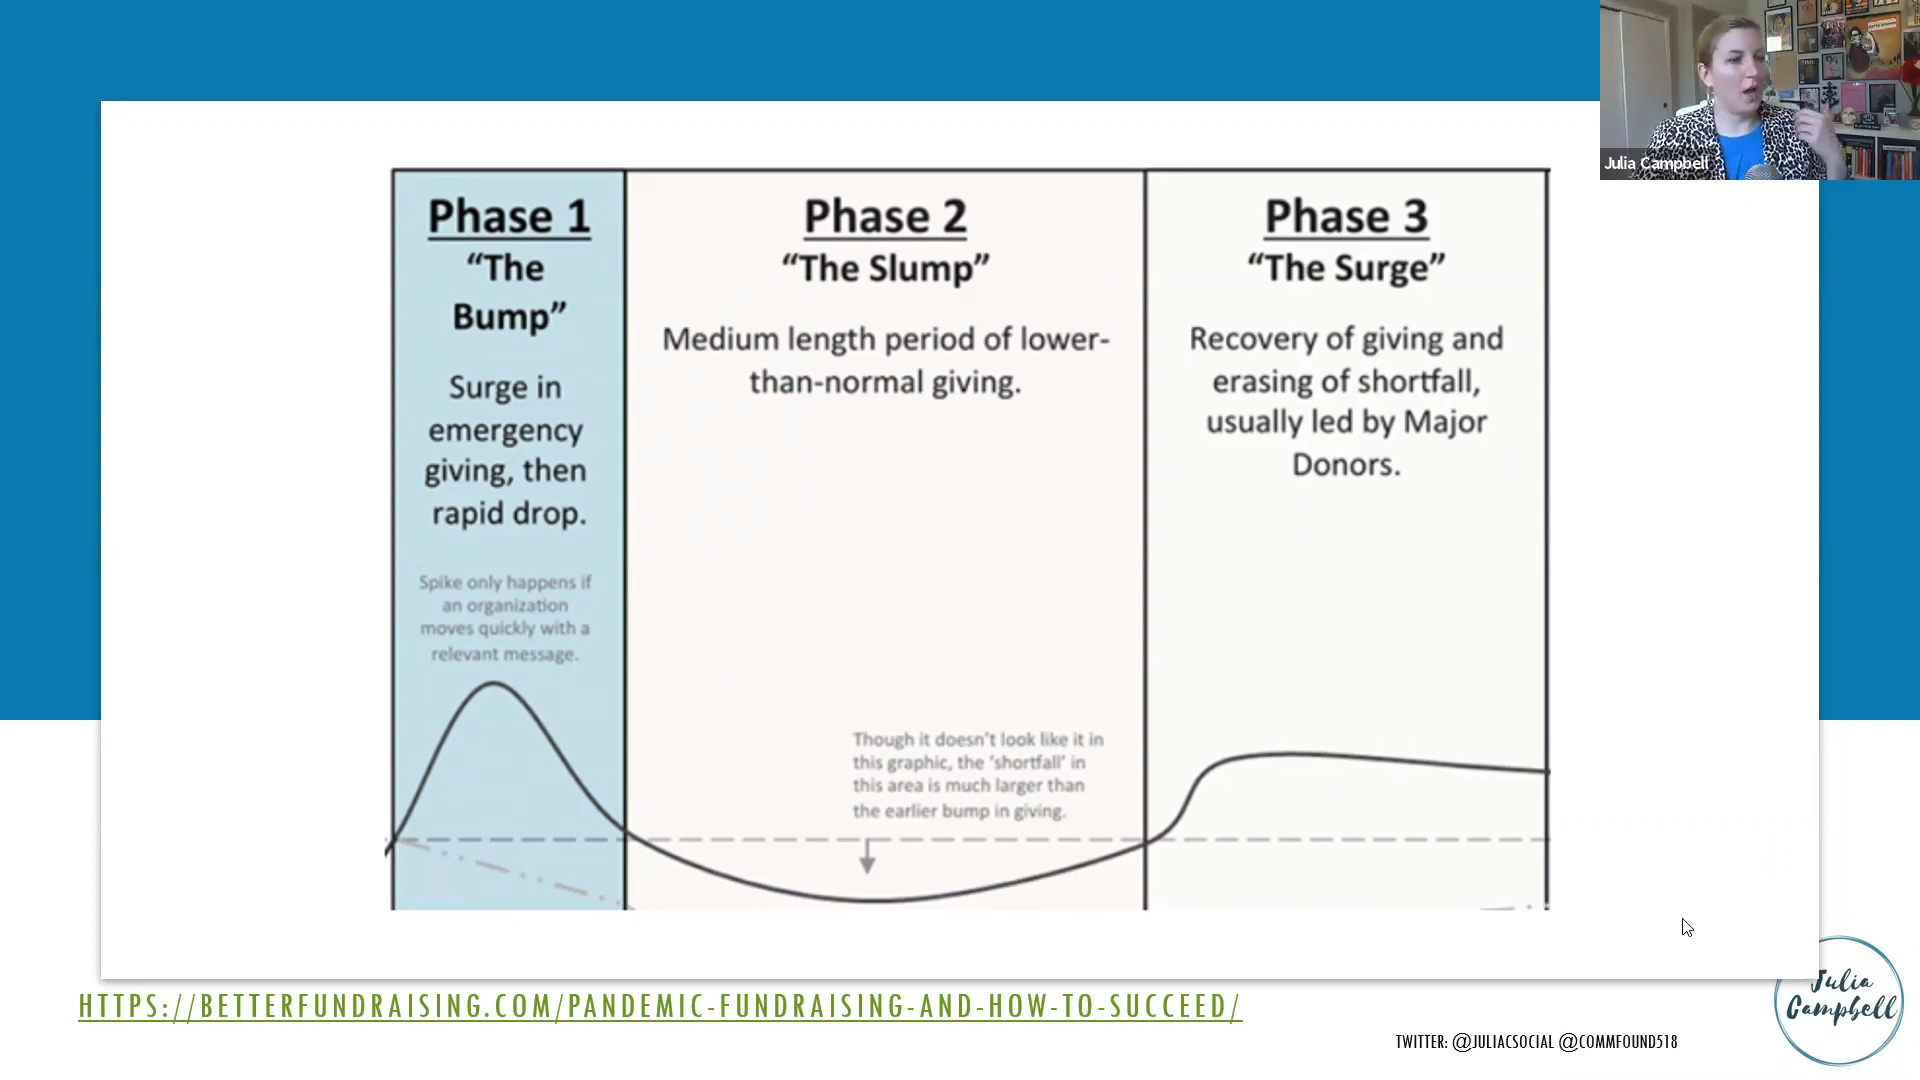 Julia Campbell
Phase 1
“The
Bump”
Surge in
emergency
giving, then
rapid drop.
Spike only happens if
an organization
moves quickly with a
relevant message.
Phase 2
“The Slump”
Medium length period of lower-
than-normal giving.
Though it doesn’t look like it in
this graphic, the ‘shortfall’ in
this area is much larger than
the earlier bump in giving.
Phase 3
“The Surge”
Recovery of giving and
erasing of shortfall,
usually led by Major
Donors.
HTTPS://BETTERFUNDRAISING.COM/PANDEMIC-FUNDRAISING-AND-HOW-TO-SUCCEED/
TWITTER: @JULIACSOCIAL @COMMFOUND518
Julia
Campbell